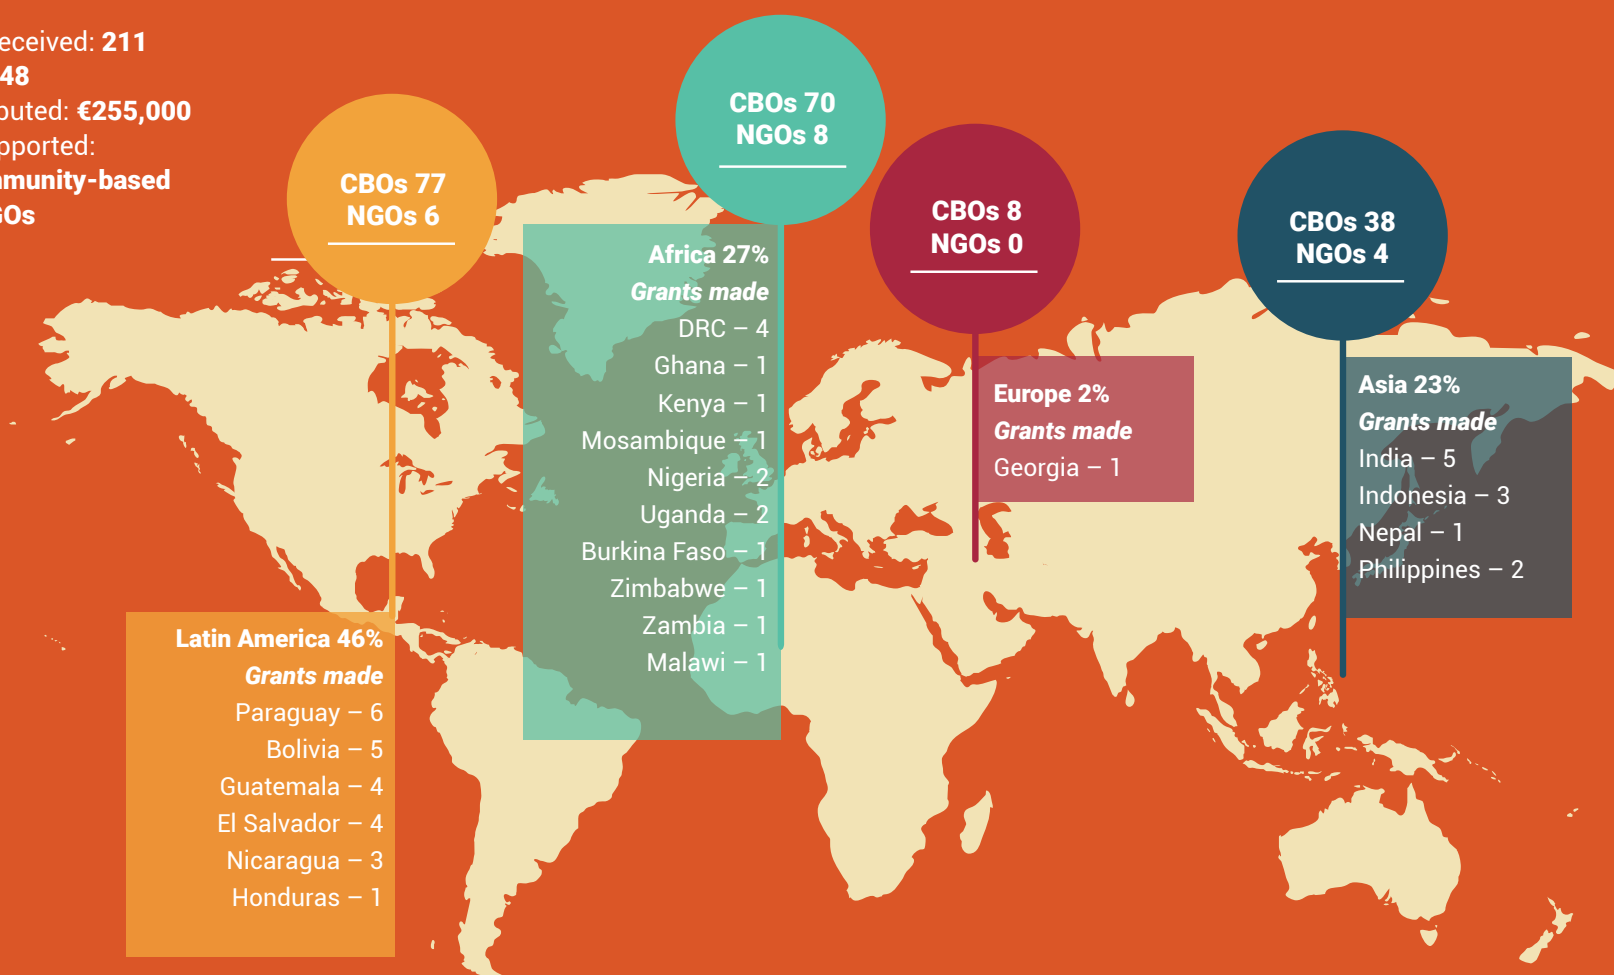 eceived: 211
48
buted: €255,000
pported:
mmunity-based
GOs
CBOs 77
NGOs 6
Latin America 46%
Grants made
Paraguay – 6
Bolivia – 5
Guatemala – 4
El Salvador – 4
Nicaragua – 3
Honduras – 1
CBOs 70
NGOs 8
Africa 27%
Grants made
DRC – 4
Ghana – 1
Kenya – 1
Mosambique – 1
Nigeria – 2
Uganda – 2
Burkina Faso – 1
Zimbabwe – 1
Zambia – 1
Malawi – 1
CBOs 8
NGOs 0
Europe 2%
Grants made
Georgia – 1
CBOs 38
NGOs 4
Asia 23%
Grants made
India – 5
Indonesia – 3
Nepal – 1
Philippines – 2